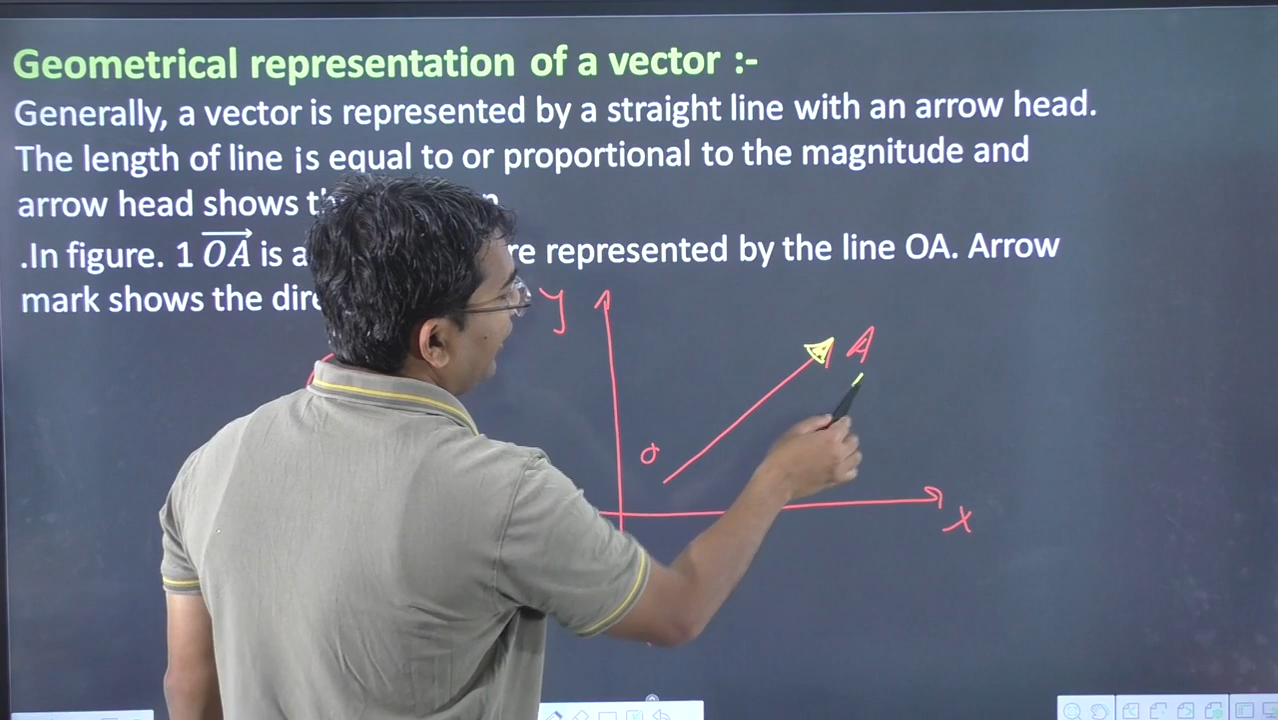 Geometrical representation of a vector :-
Generally, a vector is represented by a straight line with an arrow head.
The length of line is equal to or proportional to the magnitude and
arrow head shows
.In figure. 1 \overrightarrow{OA} is a represented by the line OA. Arrow
mark shows the
y
A
O
x